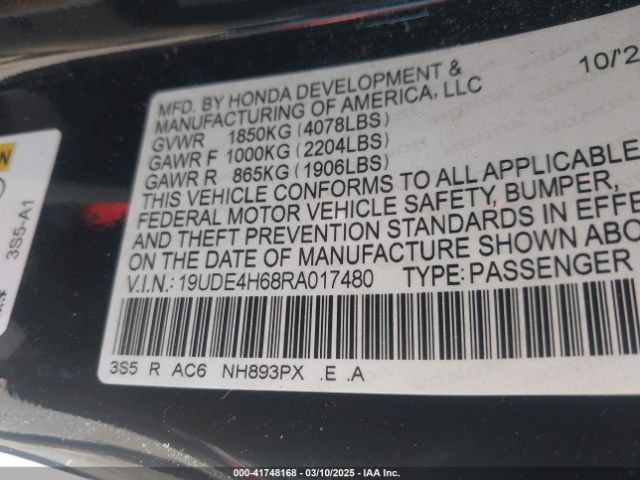 MFD. BY HONDA DEVELOPMENT & 10/'2
MANUFACTURING OF AMERICA, LLC
GVWR 1850KG (4078LBS)
GAWR F 1000KG (2204LBS)
GAWR R 865KG (1906LBS)
THIS VEHICLE CONFORMS TO ALL APPLICABLE
FEDERAL MOTOR VEHICLE SAFETY, BUMPER,
AND THEFT PREVENTION STANDARDS IN EFFE
ON THE DATE OF MANUFACTURE SHOWN ABO
V.I.N.: 19UDE4H68RA017480 TYPE: PASSENGER
3S5 R AC6 NH893PX .E .A
3S5-A1
000-41748168 - 03/10/2025 - IAA Inc.